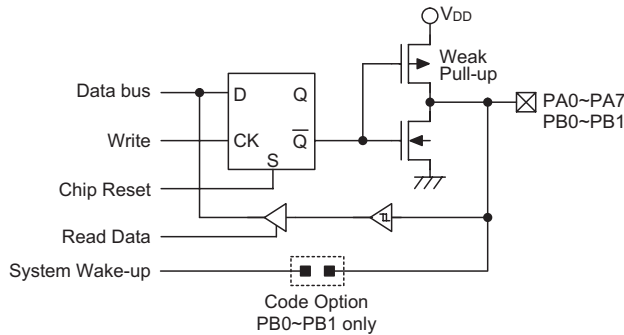 VDD
Weak
Pull-up
Data bus
D
Q
PA0~PA7
PB0~PB1
Write
CK
Q
S
Chip Reset
Read Data
System Wake-up
Code Option
PB0~PB1 only